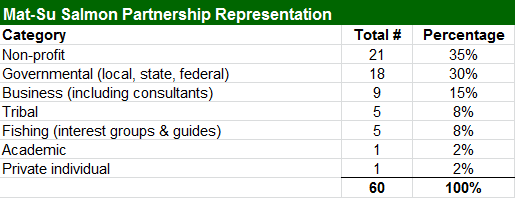 Mat-Su Salmon Partnership Representation
Category Total # Percentage
Non-profit 21 35%
Governmental (local, state, federal) 18 30%
Business (including consultants) 9 15%
Tribal 5 8%
Fishing (interest groups & guides) 5 8%
Academic 1 2%
Private individual 1 2%
60 100%